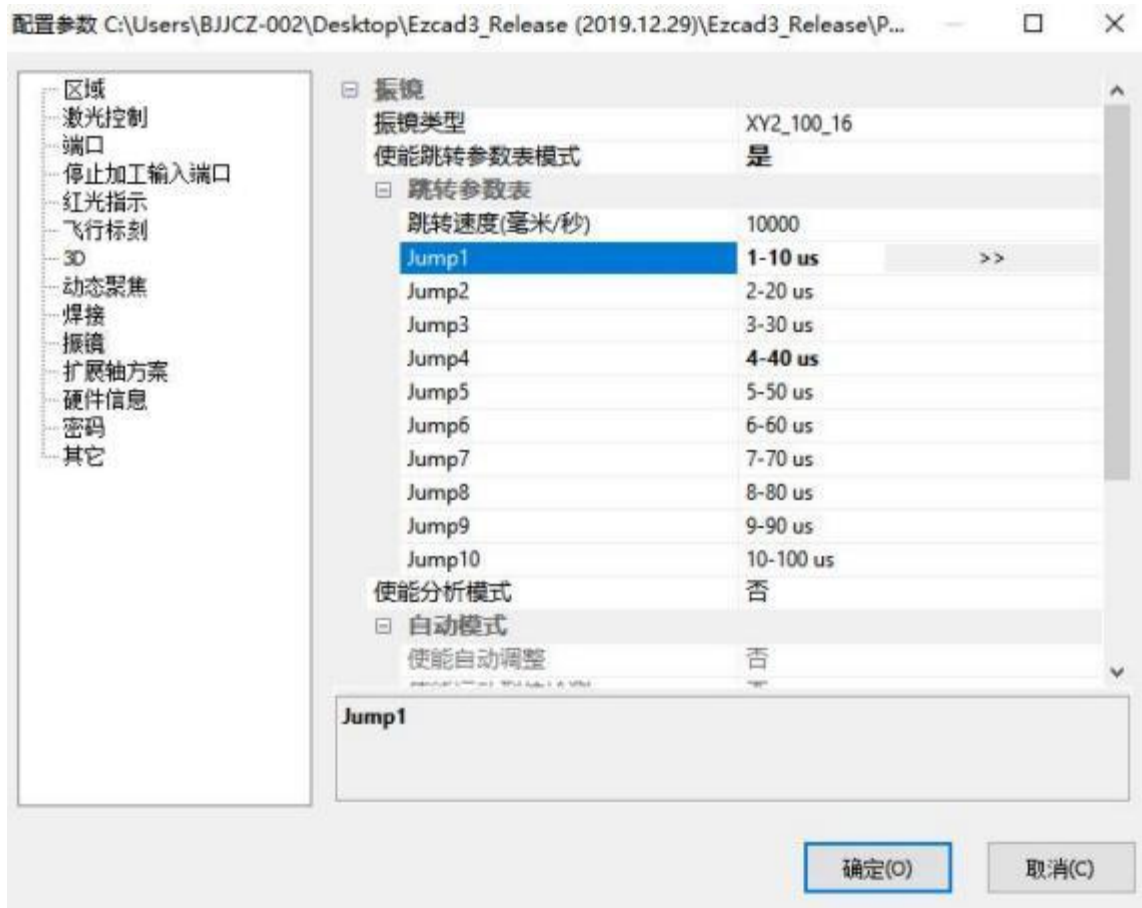 配置参数 C:\Users\BJJCZ-002\Desktop\Ezcad3_Release (2019.12.29)\Ezcad3_Release\P...
区域
激光控制
端口
停止加工输入端口
红光指示
飞行标刻
3D
动态聚焦
焊接
振镜
扩展轴方案
硬件信息
密码
其它
振镜
振镜类型 XY2_100_16
使能跳转参数表模式 是
跳转参数表
跳转速度(毫米/秒) 10000
Jump1 1-10 us >>
Jump2 2-20 us
Jump3 3-30 us
Jump4 4-40 us
Jump5 5-50 us
Jump6 6-60 us
Jump7 7-70 us
Jump8 8-80 us
Jump9 9-90 us
Jump10 10-100 us
使能分析模式 否
自动模式
使能自动调整 否
Jump1
确定(O) 取消(C)